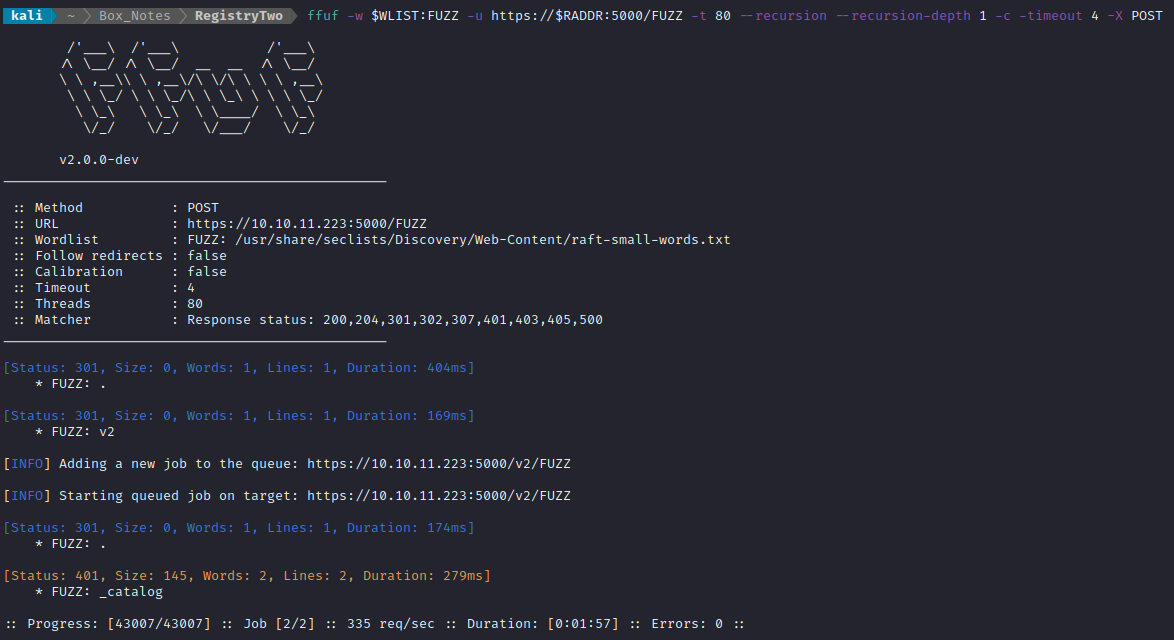 kali ~ Box_Notes RegistryTwo ffuf -w $WLIST:FUZZ -u https://$RADDR:5000/FUZZ -t 80 --recursion --recursion-depth 1 -c -timeout 4 -X POST
v2.0.0-dev
:: Method : POST
:: URL : https://10.10.11.223:5000/FUZZ
:: Wordlist : FUZZ: /usr/share/seclists/Discovery/Web-Content/raft-small-words.txt
:: Follow redirects : false
:: Calibration : false
:: Timeout : 4
:: Threads : 80
:: Matcher : Response status: 200,204,301,302,307,401,403,405,500
[Status: 301, Size: 0, Words: 1, Lines: 1, Duration: 404ms]
* FUZZ: .
[Status: 301, Size: 0, Words: 1, Lines: 1, Duration: 169ms]
* FUZZ: v2
[INFO] Adding a new job to the queue: https://10.10.11.223:5000/v2/FUZZ
[INFO] Starting queued job on target: https://10.10.11.223:5000/v2/FUZZ
[Status: 301, Size: 0, Words: 1, Lines: 1, Duration: 174ms]
* FUZZ: .
[Status: 401, Size: 145, Words: 2, Lines: 2, Duration: 279ms]
* FUZZ: _catalog
:: Progress: [43007/43007] :: Job [2/2] :: 335 req/sec :: Duration: [0:01:57] :: Errors: 0 ::